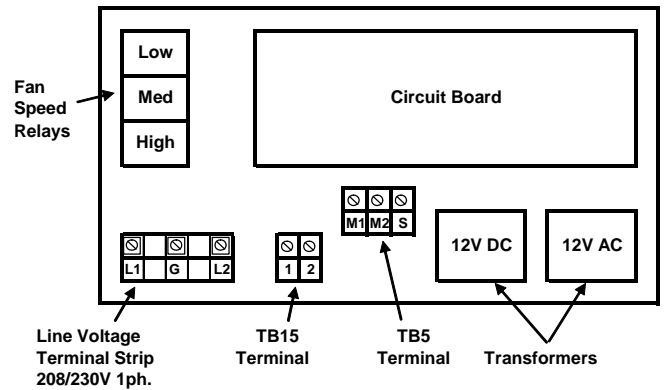 Low
Med
High
Fan
Speed
Relays
Circuit Board
M1 M2 S
12V DC
12V AC
L1 G L2
1 2
Line Voltage
Terminal Strip
208/230V 1ph.
TB15
Terminal
TB5
Terminal
Transformers